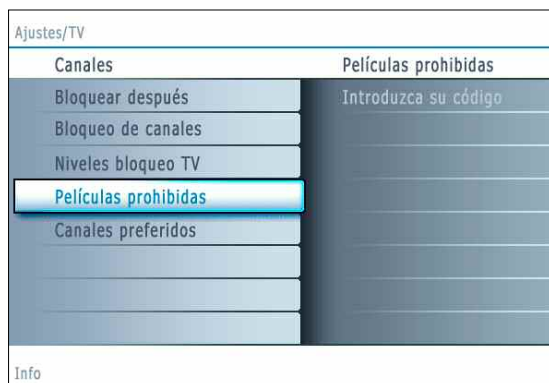 Ajustes/TV
Canales
Películas prohibidas
Bloquear después
Introduzca su código
Bloqueo de canales
Niveles bloqueo TV
Películas prohibidas
Canales preferidos
Info